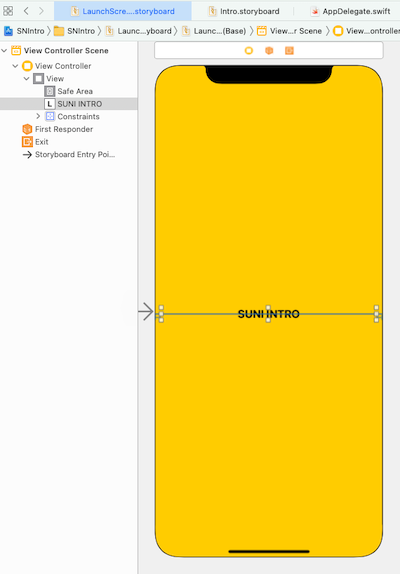 LaunchScre....storyboard
Intro.storyboard
AppDelegate.swift
SNIntro
SNIntro
Launc...yboard
Launc...(Base)
View...r Scene
View...ontroller
View Controller Scene
View Controller
View
Safe Area
L SUNI INTRO
Constraints
First Responder
Exit
Storyboard Entry Poi...
SUNI INTRO